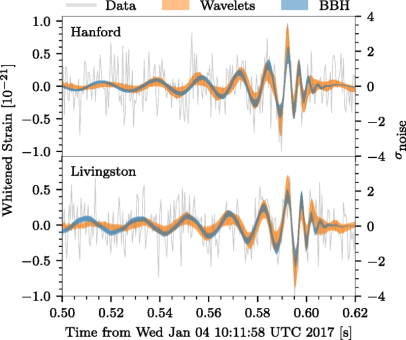 Data Wavelets BBH
Hanford
1.0
0.5
0.0
−0.5
−1.0
4
2
0
−2
−4
Livingston
0.5
0.0
−0.5
−1.0
2
0
−2
−4
Whitened Strain [10⁻²¹]
σnoise
0.50 0.52 0.54 0.56 0.58 0.60 0.62
Time from Wed Jan 04 10:11:58 UTC 2017 [s]